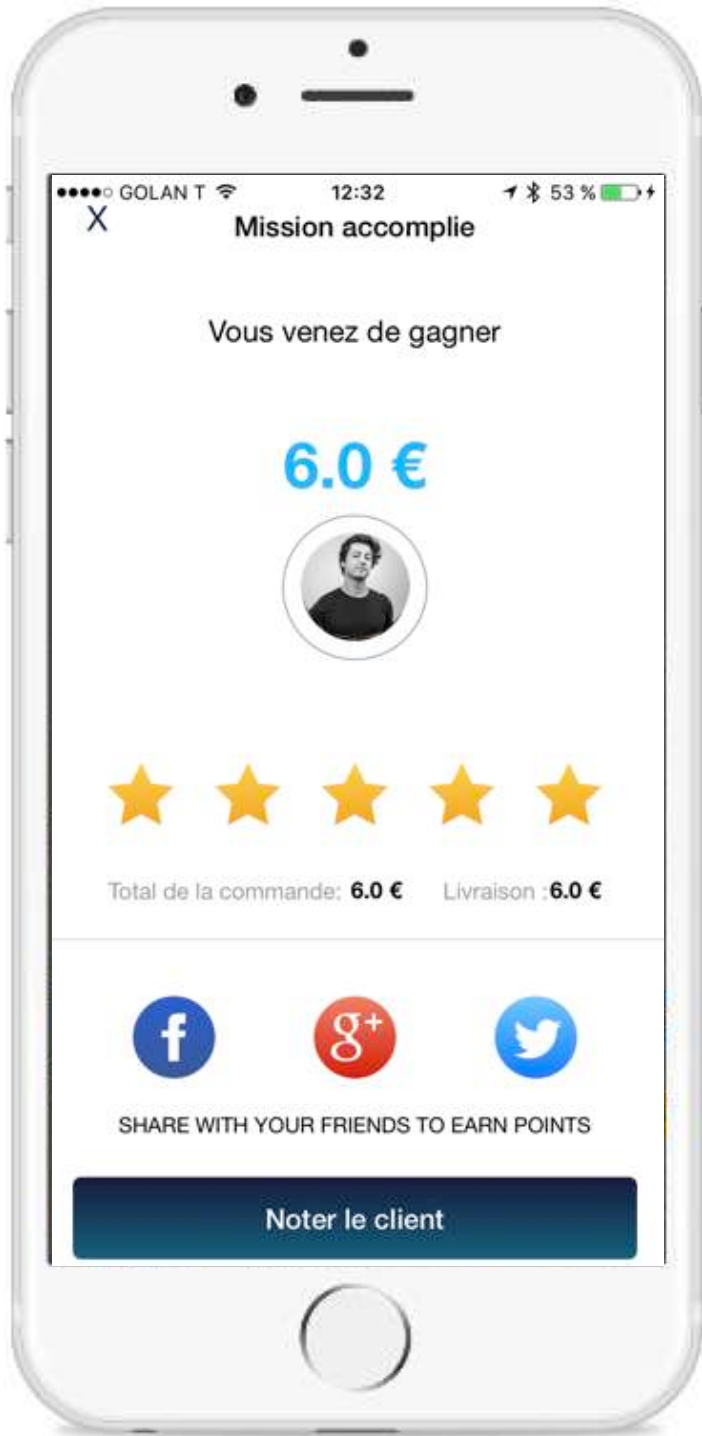 GOLAN T 12:32 53 %
X Mission accomplie
Vous venez de gagner
6.0 €
Total de la commande: 6.0 € Livraison :6.0 €
f g+
SHARE WITH YOUR FRIENDS TO EARN POINTS
Noter le client